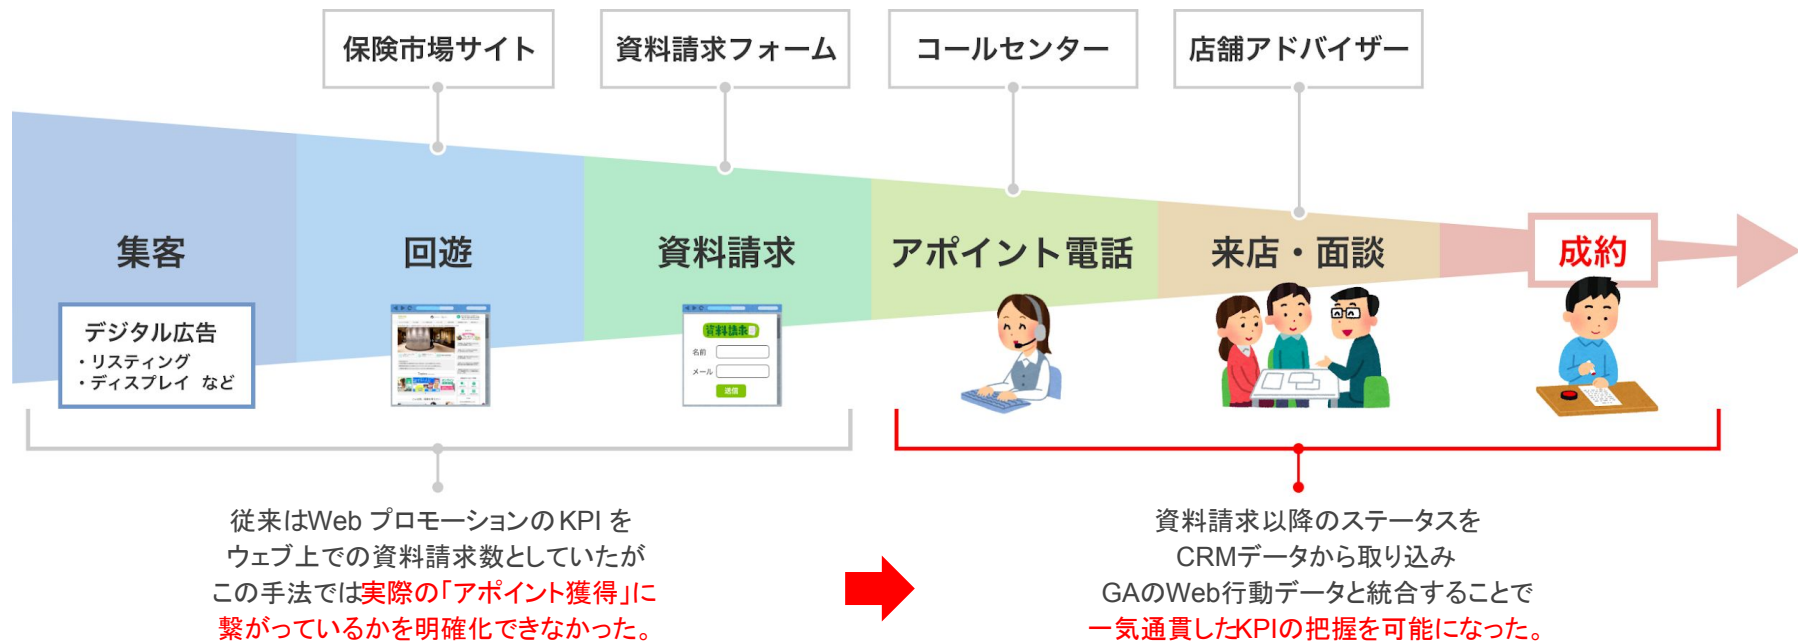 保険市場サイト
資料請求フォーム
コールセンター
店舗アドバイザー
集客
回遊
資料請求
アポイント電話
来店・面談
成約
デジタル広告
・リスティング
・ディスプレイ など
資料請求
名前
メール
送信
従来はWeb プロモーションのKPI を
ウェブ上での資料請求数としていたが
この手法では実際の「アポイント獲得」に
繋がっているかを明確化できなかった。
資料請求以降のステータスを
CRMデータから取り込み
GAのWeb行動データと統合することで
一気通貫したKPIの把握を可能になった。